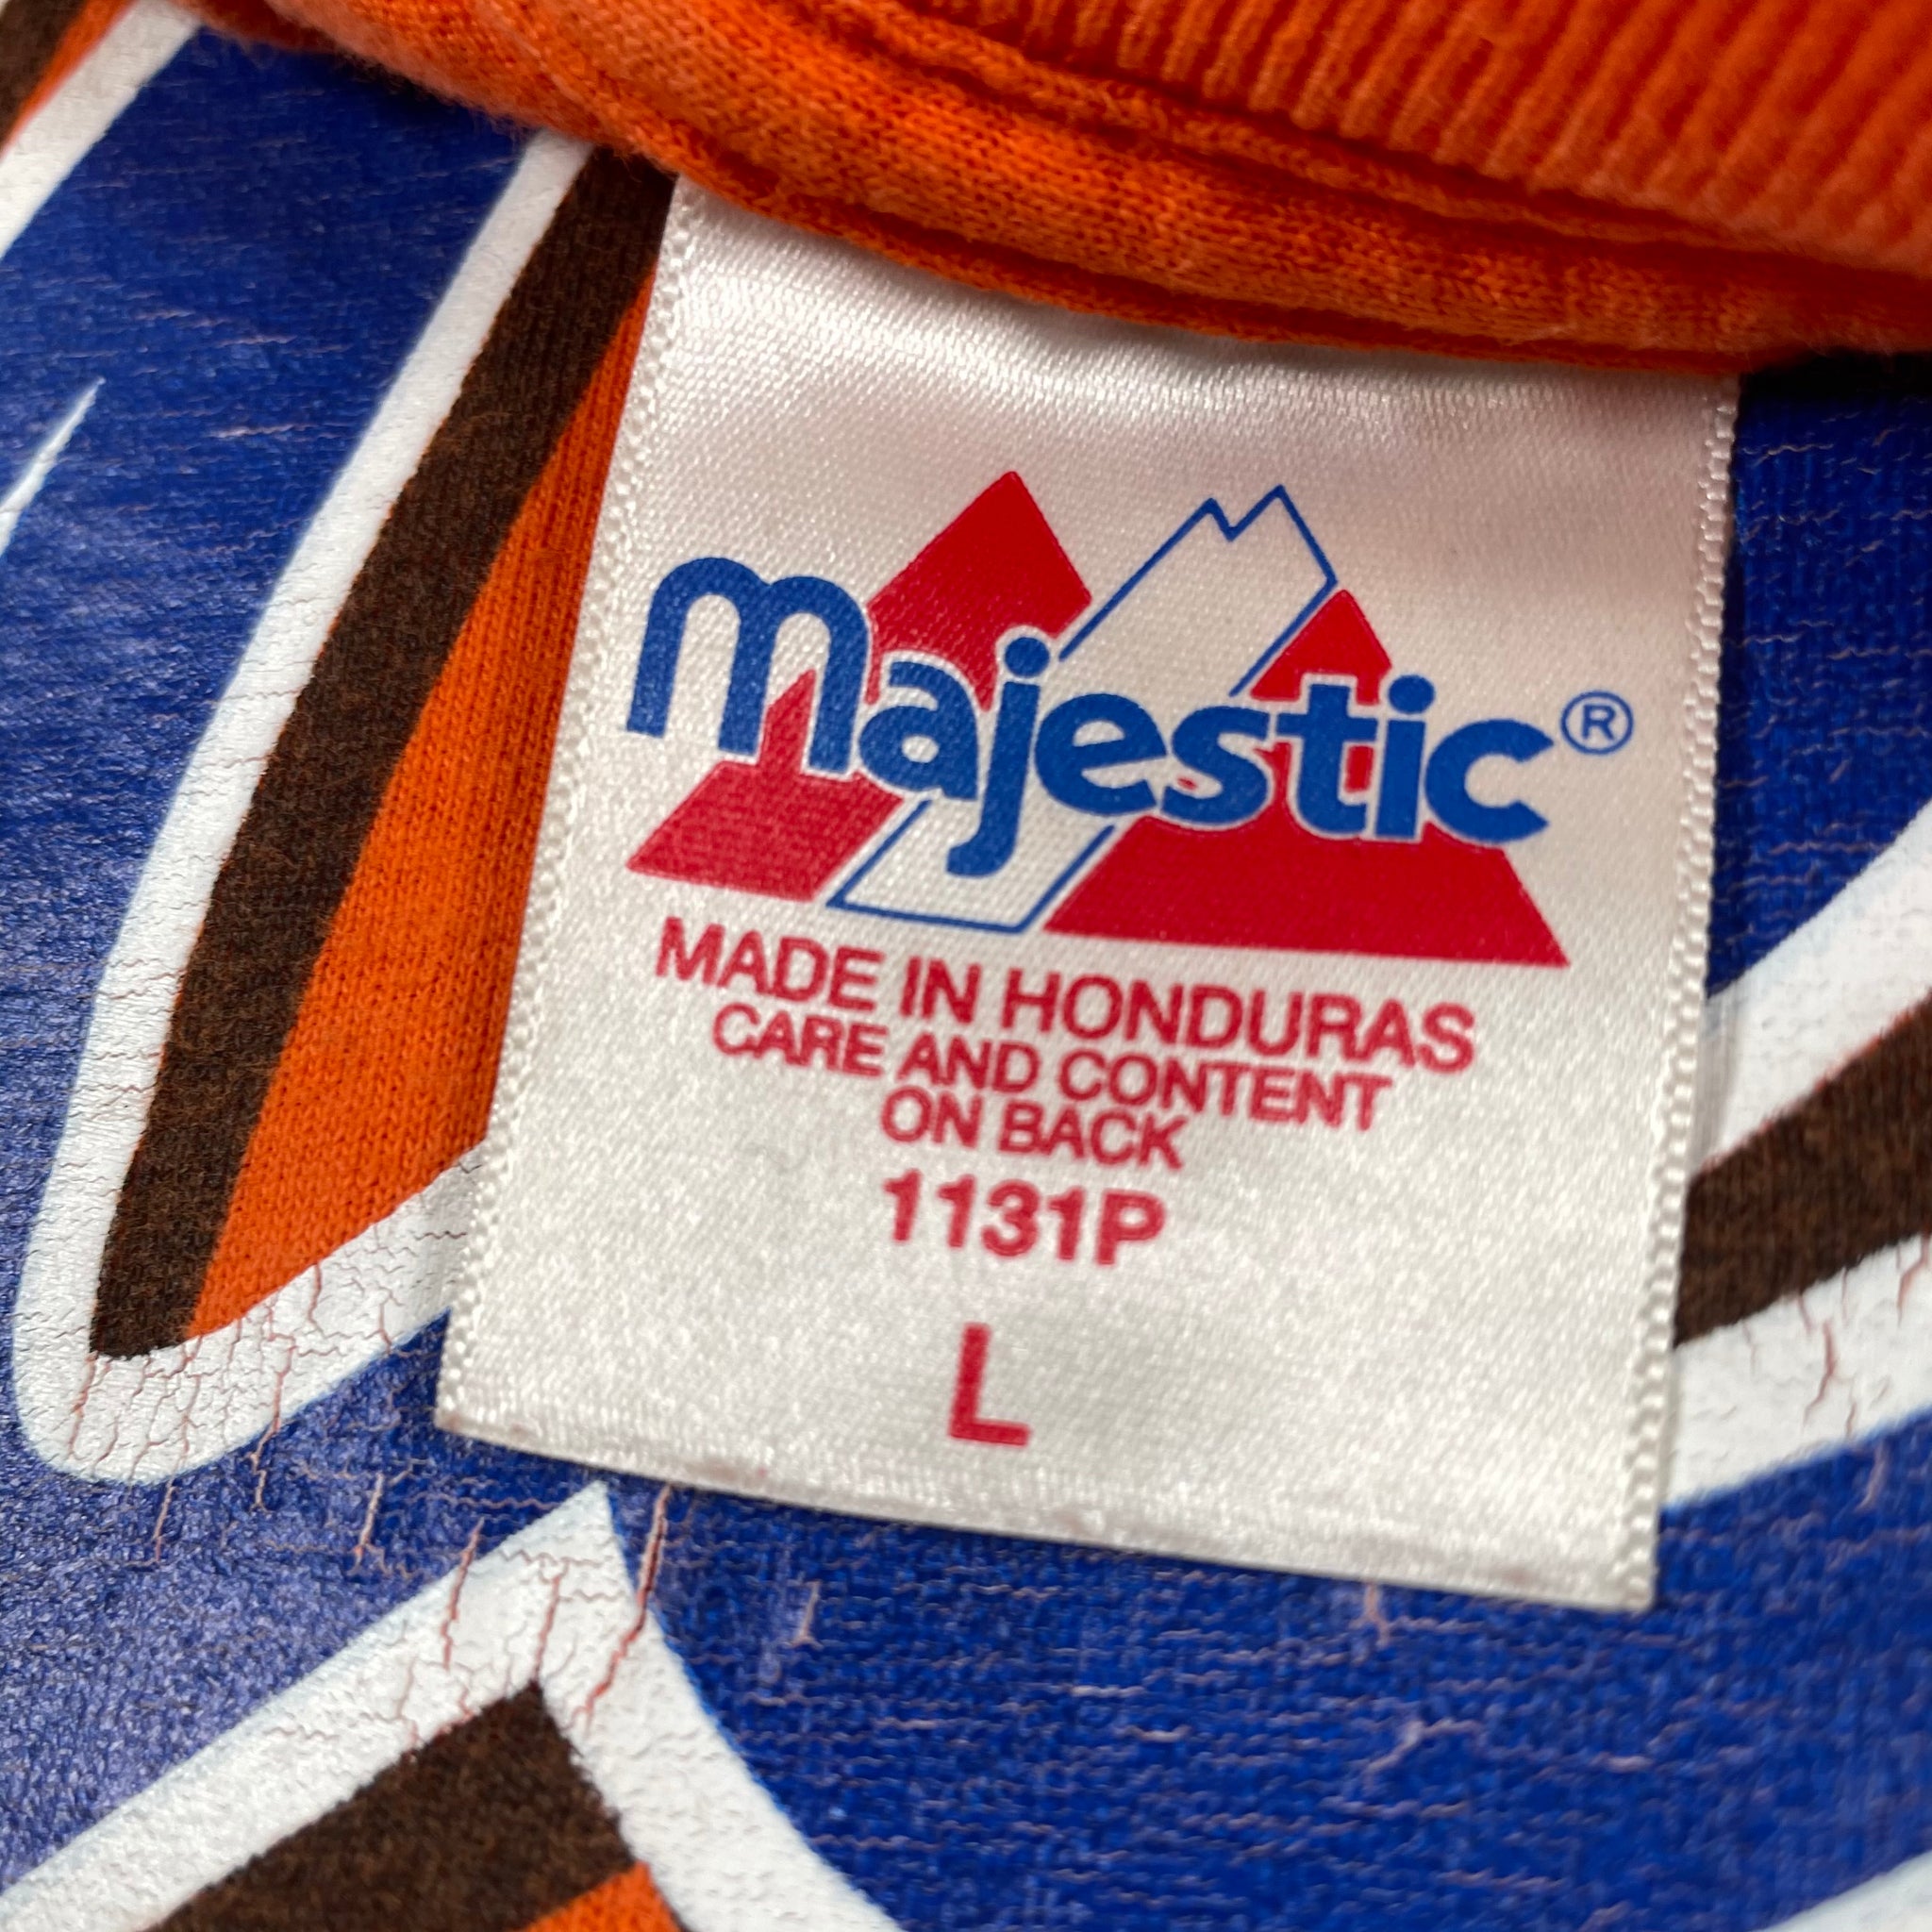 majestic®
MADE IN HONDURAS
CARE AND CONTENT
ON BACK
1131P
L